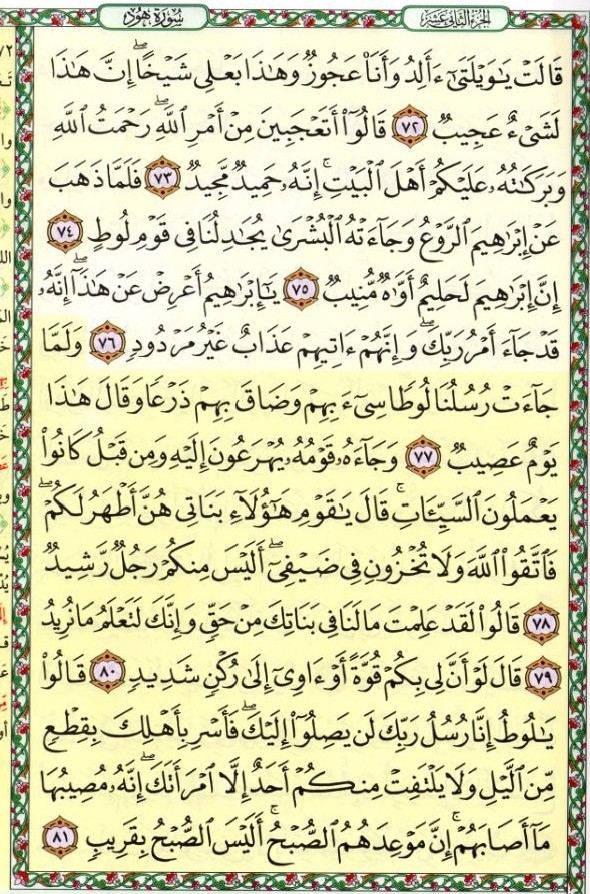 سُورَةُ هُودٍ
الجُزْءُ الثَّانِي عَشَرَ
قَالَتْ يَٰوَيْلَتَىٰٓ ءَأَلِدُ وَأَنَا۠ عَجُوزٌ وَهَٰذَا بَعْلِى شَيْخًا ۖ إِنَّ هَٰذَا
لَشَىْءٌ عَجِيبٌ ٧٢ قَالُوٓا۟ أَتَعْجَبِينَ مِنْ أَمْرِ ٱللَّهِ ۖ رَحْمَتُ ٱللَّهِ
وَبَرَكَٰتُهُۥ عَلَيْكُمْ أَهْلَ ٱلْبَيْتِ ۚ إِنَّهُۥ حَمِيدٌ مَّجِيدٌ ٧٣ فَلَمَّا ذَهَبَ
عَنْ إِبْرَٰهِيمَ ٱلرَّوْعُ وَجَآءَتْهُ ٱلْبُشْرَىٰ يُجَٰدِلُنَا فِى قَوْمِ لُوطٍ ٧٤
إِنَّ إِبْرَٰهِيمَ لَحَلِيمٌ أَوَّٰهٌ مُّنِيبٌ ٧٥ يَٰٓإِبْرَٰهِيمُ أَعْرِضْ عَنْ هَٰذَآ ۖ إِنَّهُۥ
قَدْ جَآءَ أَمْرُ رَبِّكَ ۖ وَإِنَّهُمْ ءَاتِيهِمْ عَذَابٌ غَيْرُ مَرْدُودٍ ٧٦ وَلَمَّا
جَآءَتْ رُسُلُنَا لُوطًا سِىٓءَ بِهِمْ وَضَاقَ بِهِمْ ذَرْعًا وَقَالَ هَٰذَا
يَوْمٌ عَصِيبٌ ٧٧ وَجَآءَهُۥ قَوْمُهُۥ يُهْرَعُونَ إِلَيْهِ وَمِن قَبْلُ كَانُوا۟
يَعْمَلُونَ ٱلسَّيِّـَٔاتِ ۚ قَالَ يَٰقَوْمِ هَٰٓؤُلَآءِ بَنَاتِى هُنَّ أَطْهَرُ لَكُمْ ۖ
فَٱتَّقُوا۟ ٱللَّهَ وَلَا تُخْزُونِ فِى ضَيْفِىٓ ۖ أَلَيْسَ مِنكُمْ رَجُلٌ رَّشِيدٌ
٧٨ قَالُوا۟ لَقَدْ عَلِمْتَ مَا لَنَا فِى بَنَاتِكَ مِنْ حَقٍّ وَإِنَّكَ لَتَعْلَمُ مَا نُرِيدُ
٧٩ قَالَ لَوْ أَنَّ لِى بِكُمْ قُوَّةً أَوْ ءَاوِىٓ إِلَىٰ رُكْنٍ شَدِيدٍ ٨٠ قَالُوا۟
يَٰلُوطُ إِنَّا رُسُلُ رَبِّكَ لَن يَصِلُوٓا۟ إِلَيْكَ ۖ فَأَسْرِ بِأَهْلِكَ بِقِطْعٍ
مِّنَ ٱلَّيْلِ وَلَا يَلْتَفِتْ مِنكُمْ أَحَدٌ إِلَّا ٱمْرَأَتَكَ ۖ إِنَّهُۥ مُصِيبُهَا
مَآ أَصَابَهُمْ ۚ إِنَّ مَوْعِدَهُمُ ٱلصُّبْحُ ۚ أَلَيْسَ ٱلصُّبْحُ بِقَرِيبٍ ٨١